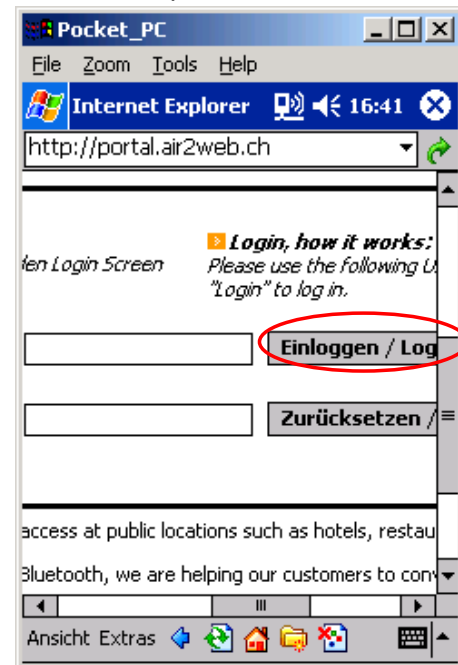 Pocket_PC
File Zoom Tools Help
Internet Explorer 16:41
http://portal.air2web.ch
Login, how it works:
den Login Screen Please use the following U
"Login" to log in.
Einloggen / Log
Zurücksetzen /
access at public locations such as hotels, restau
Bluetooth, we are helping our customers to con
Ansicht Extras